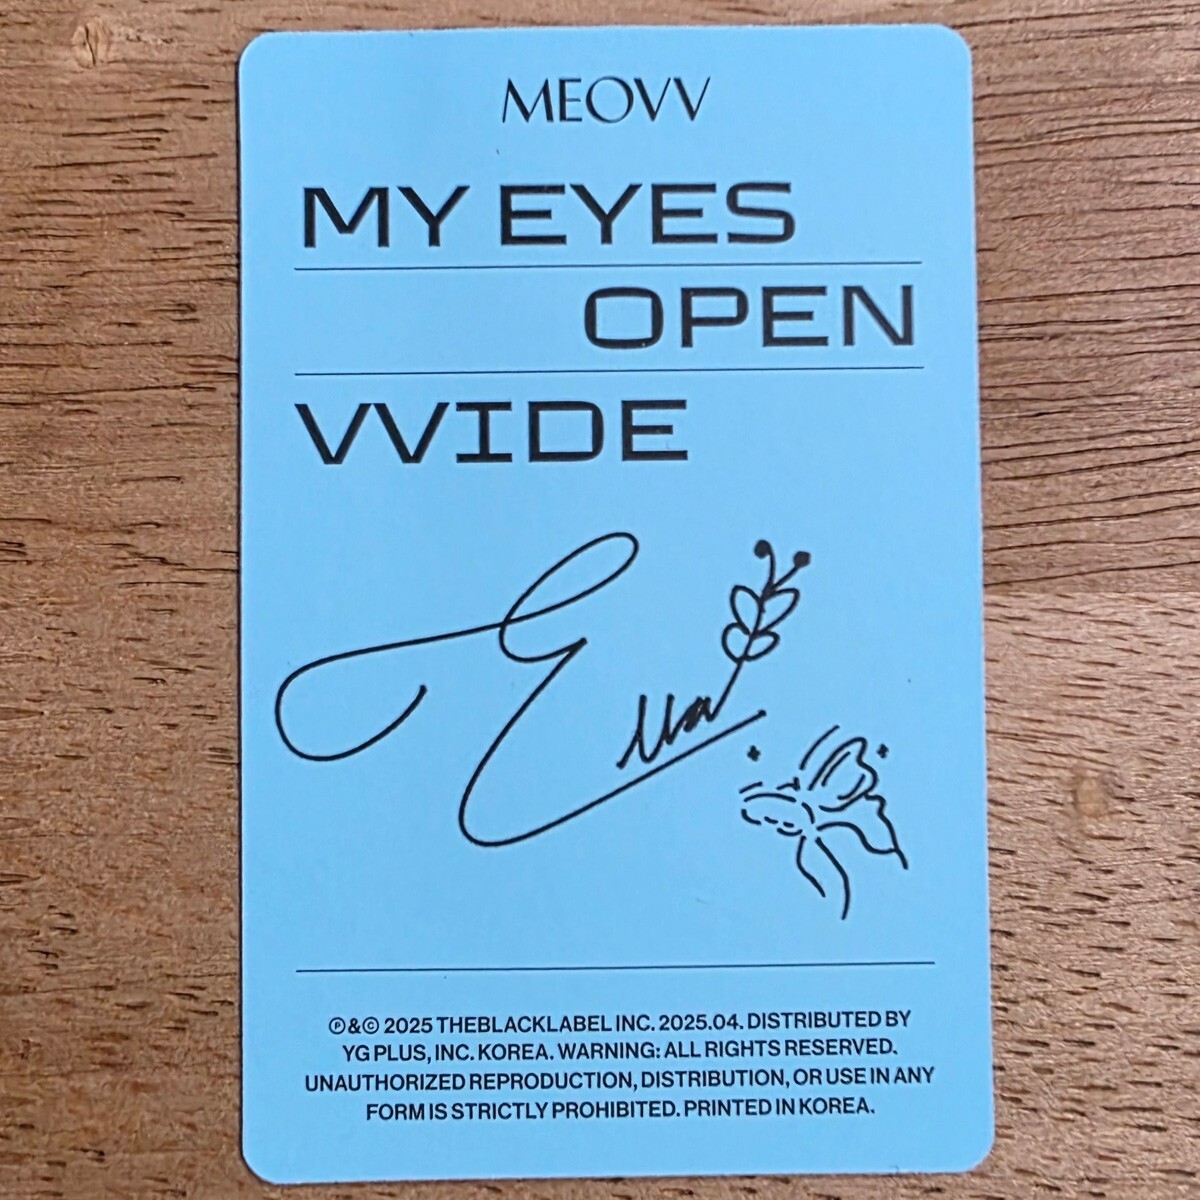 MEOVV
MY EYES
OPEN
VVIDE
Ella
℗&© 2025 THEBLACKLABEL INC. 2025.04. DISTRIBUTED BY
YG PLUS, INC. KOREA. WARNING: ALL RIGHTS RESERVED.
UNAUTHORIZED REPRODUCTION, DISTRIBUTION, OR USE IN ANY
FORM IS STRICTLY PROHIBITED. PRINTED IN KOREA.